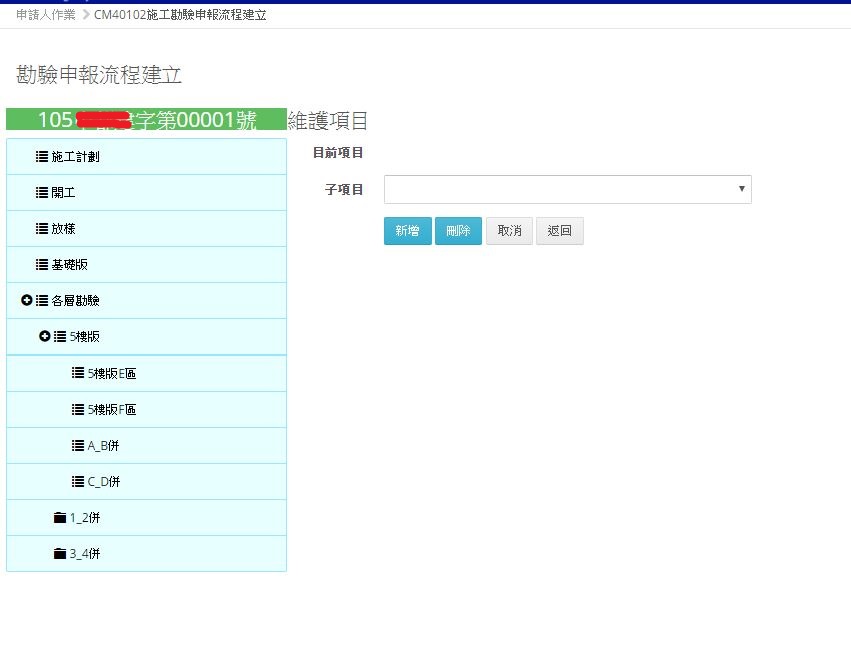 申請人作業 > CM40102施工勘驗申報流程建立
勘驗申報流程建立
105 字第00001號
維護項目
施工計劃
開工
放樣
基礎版
各層勘驗
5樓版
5樓版E區
5樓版F區
A_B併
C_D併
1_2併
3_4併
目前項目
子項目
新增 刪除 取消 返回